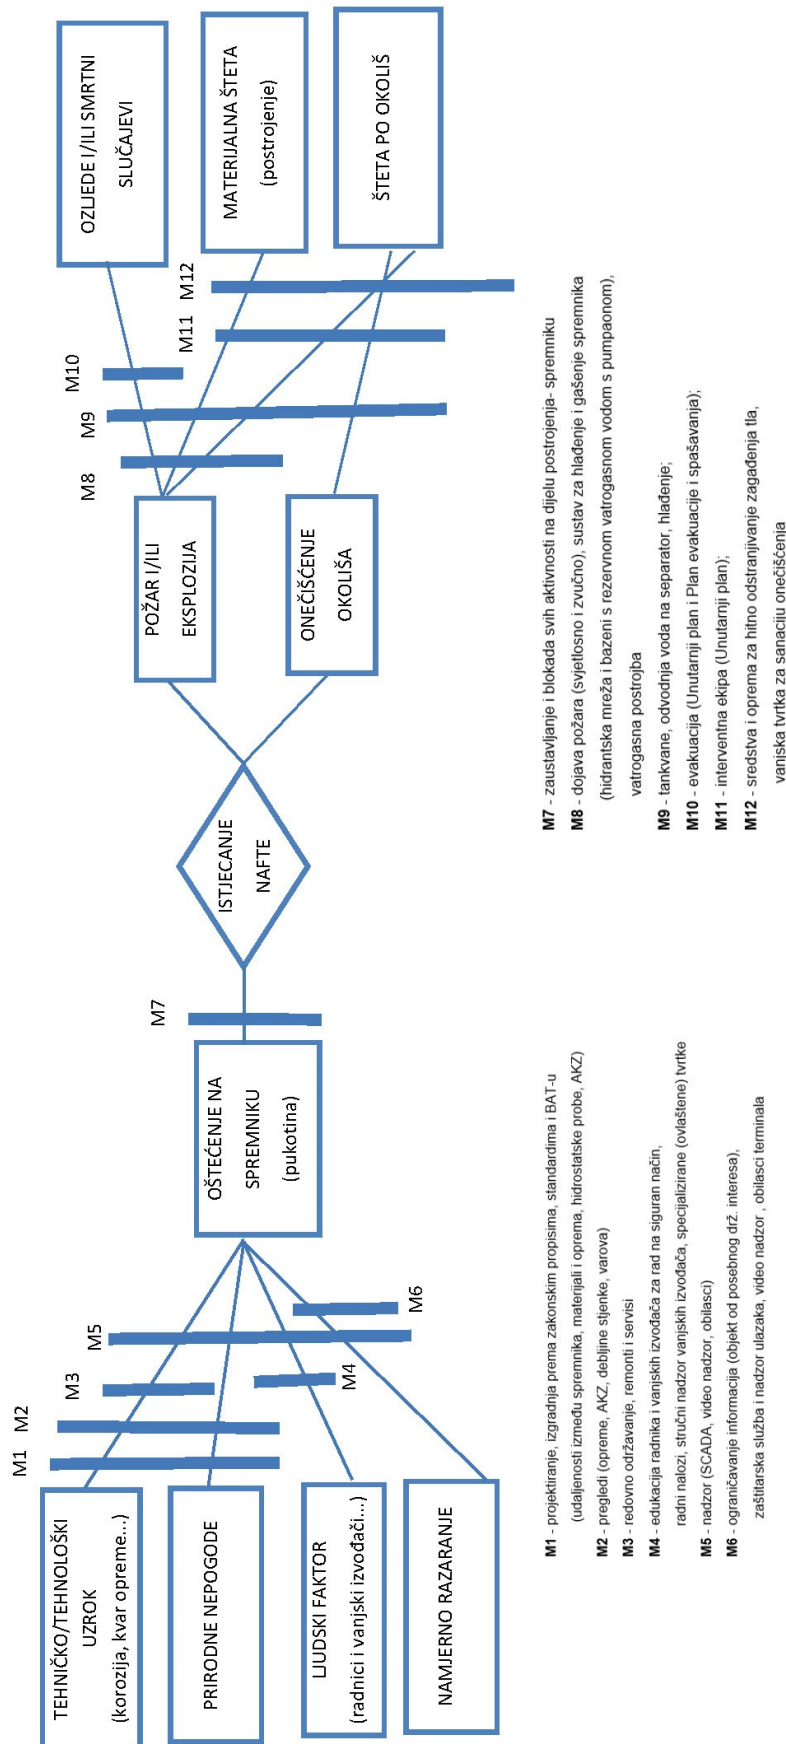 TEHNIČKO/TEHNOLOŠKI
UZROK
(korozija, kvar opreme...)
PRIRODNE NEPOGODE
LJUDSKI FAKTOR
(radnici i vanjski izvođači...)
NAMJERNO RAZARANJE
M1
M2
M3
M4
M5
M6
OŠTEĆENJE NA
SPREMNIKU
(pukotina)
M7
ISTJECANJE
NAFTE
POŽAR I/ILI
EKSPLOZIJA
ONEČIŠĆENJE
OKOLIŠA
M8
M9
M10
M11
M12
OZLJEDE I/ILI SMRTNI
SLUČAJEVI
MATERIJALNA ŠTETA
(postrojenje)
ŠTETA PO OKOLIŠ
M1 - projektiranje, izgradnja prema zakonskim propisima, standardima i BAT-u
(udaljenosti između spremnika, materijali i oprema, hidrostatske probe, AKZ)
M2 - pregledi (opreme, AKZ, debljine stjenke, varova)
M3 - redovno održavanje, remonti i servisi
M4 - edukacija radnika i vanjskih izvođača za rad na siguran način,
radni nalozi, stručni nadzor vanjskih izvođača, specijalizirane (ovlaštene) tvrtke
M5 - nadzor (SCADA, video nadzor, obilasci)
M6 - ograničavanje informacija (objekt od posebnog drž. interesa),
zaštitarska služba i nadzor ulazaka, video nadzor , obilasci terminala
M7 - zaustavljanje i blokada svih aktivnosti na dijelu postrojenja- spremniku
M8 - dojava požara (svjetlosno i zvučno), sustav za hlađenje i gašenje spremnika
(hidrantska mreža i bazeni s rezervnom vatrogasnom vodom s pumpaonom),
vatrogasna postrojba
M9 - tankvane, odvodnja voda na separator, hlađenje;
M10 - evakuacija (Unutarnji plan i Plan evakuacije i spašavanja);
M11 - interventna ekipa (Unutarnji plan);
M12 - sredstva i oprema za hitno odstranjivanje zagađenja tla,
vanjska tvrtka za sanaciju onečišćenja